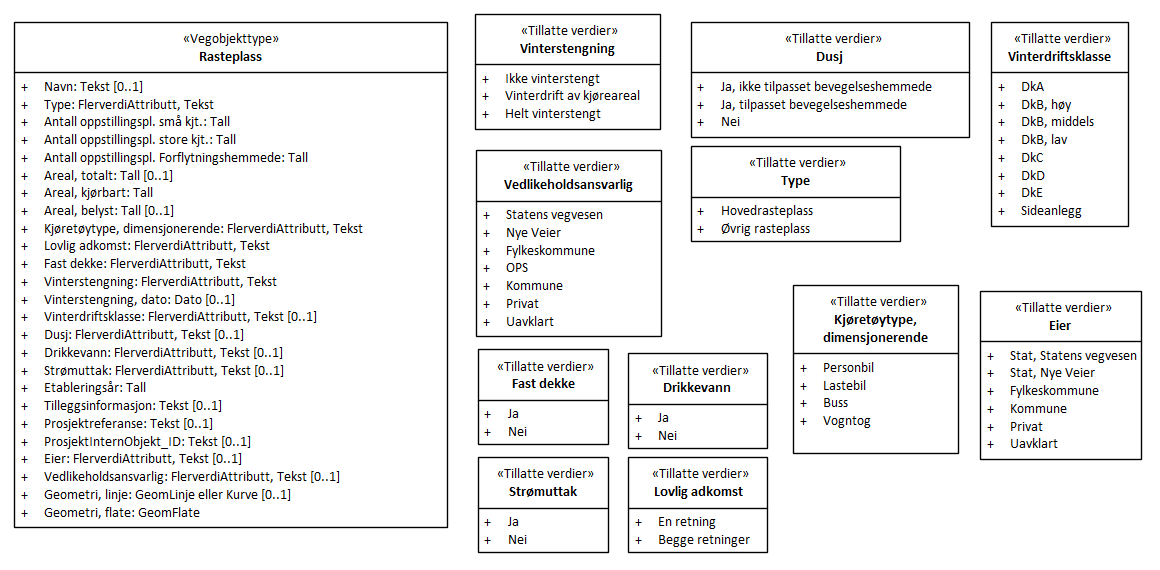 «Vegobjekttype»
Rasteplass
+ Navn: Tekst [0..1]
+ Type: FlerverdiAttributt, Tekst
+ Antall oppstillingspl. små kjt.: Tall
+ Antall oppstillingspl. store kjt.: Tall
+ Antall oppstillingspl. Forflytningshemmede: Tall
+ Areal, totalt: Tall [0..1]
+ Areal, kjørbart: Tall
+ Areal, belyst: Tall [0..1]
+ Kjøretøytype, dimensjonerende: FlerverdiAttributt, Tekst
+ Lovlig adkomst: FlerverdiAttributt, Tekst
+ Fast dekke: FlerverdiAttributt, Tekst
+ Vinterstengning: FlerverdiAttributt, Tekst
+ Vinterstengning, dato: Dato [0..1]
+ Vinterdriftsklasse: FlerverdiAttributt, Tekst [0..1]
+ Dusj: FlerverdiAttributt, Tekst [0..1]
+ Drikkevann: FlerverdiAttributt, Tekst [0..1]
+ Strømuttak: FlerverdiAttributt, Tekst [0..1]
+ Etableringsår: Tall
+ Tilleggsinformasjon: Tekst [0..1]
+ Prosjektreferanse: Tekst [0..1]
+ ProsjektInternObjekt_ID: Tekst [0..1]
+ Eier: FlerverdiAttributt, Tekst [0..1]
+ Vedlikeholdsansvarlig: FlerverdiAttributt, Tekst [0..1]
+ Geometri, linje: GeomLinje eller Kurve [0..1]
+ Geometri, flate: GeomFlate
«Tillatte verdier»
Vinterstengning
+ Ikke vinterstengt
+ Vinterdrift av kjøreareal
+ Helt vinterstengt
«Tillatte verdier»
Dusj
+ Ja, ikke tilpasset bevegelseshemmede
+ Ja, tilpasset bevegelseshemmede
+ Nei
«Tillatte verdier»
Vinterdriftsklasse
+ DkA
+ DkB, høy
+ DkB, middels
+ DkB, lav
+ DkC
+ DkD
+ DkE
+ Sideanlegg
«Tillatte verdier»
Vedlikeholdsansvarlig
+ Statens vegvesen
+ Nye Veier
+ Fylkeskommune
+ OPS
+ Kommune
+ Privat
+ Uavklart
«Tillatte verdier»
Type
+ Hovedrasteplass
+ Øvrig rasteplass
«Tillatte verdier»
Kjøretøytype,
dimensjonerende
+ Personbil
+ Lastebil
+ Buss
+ Vogntog
«Tillatte verdier»
Eier
+ Stat, Statens vegvesen
+ Stat, Nye Veier
+ Fylkeskommune
+ Kommune
+ Privat
+ Uavklart
«Tillatte verdier»
Fast dekke
+ Ja
+ Nei
«Tillatte verdier»
Drikkevann
+ Ja
+ Nei
«Tillatte verdier»
Strømuttak
+ Ja
+ Nei
«Tillatte verdier»
Lovlig adkomst
+ En retning
+ Begge retninger